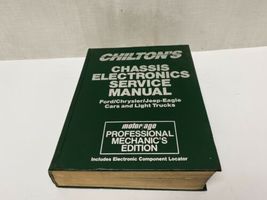 CHILTON'S
CHASSIS
ELECTRONICS
SERVICE
MANUAL
Ford/Chrysler/Jeep-Eagle
Cars and Light Trucks
motor age
PROFESSIONAL
MECHANIC'S
EDITION
Includes Electronic Component Locator